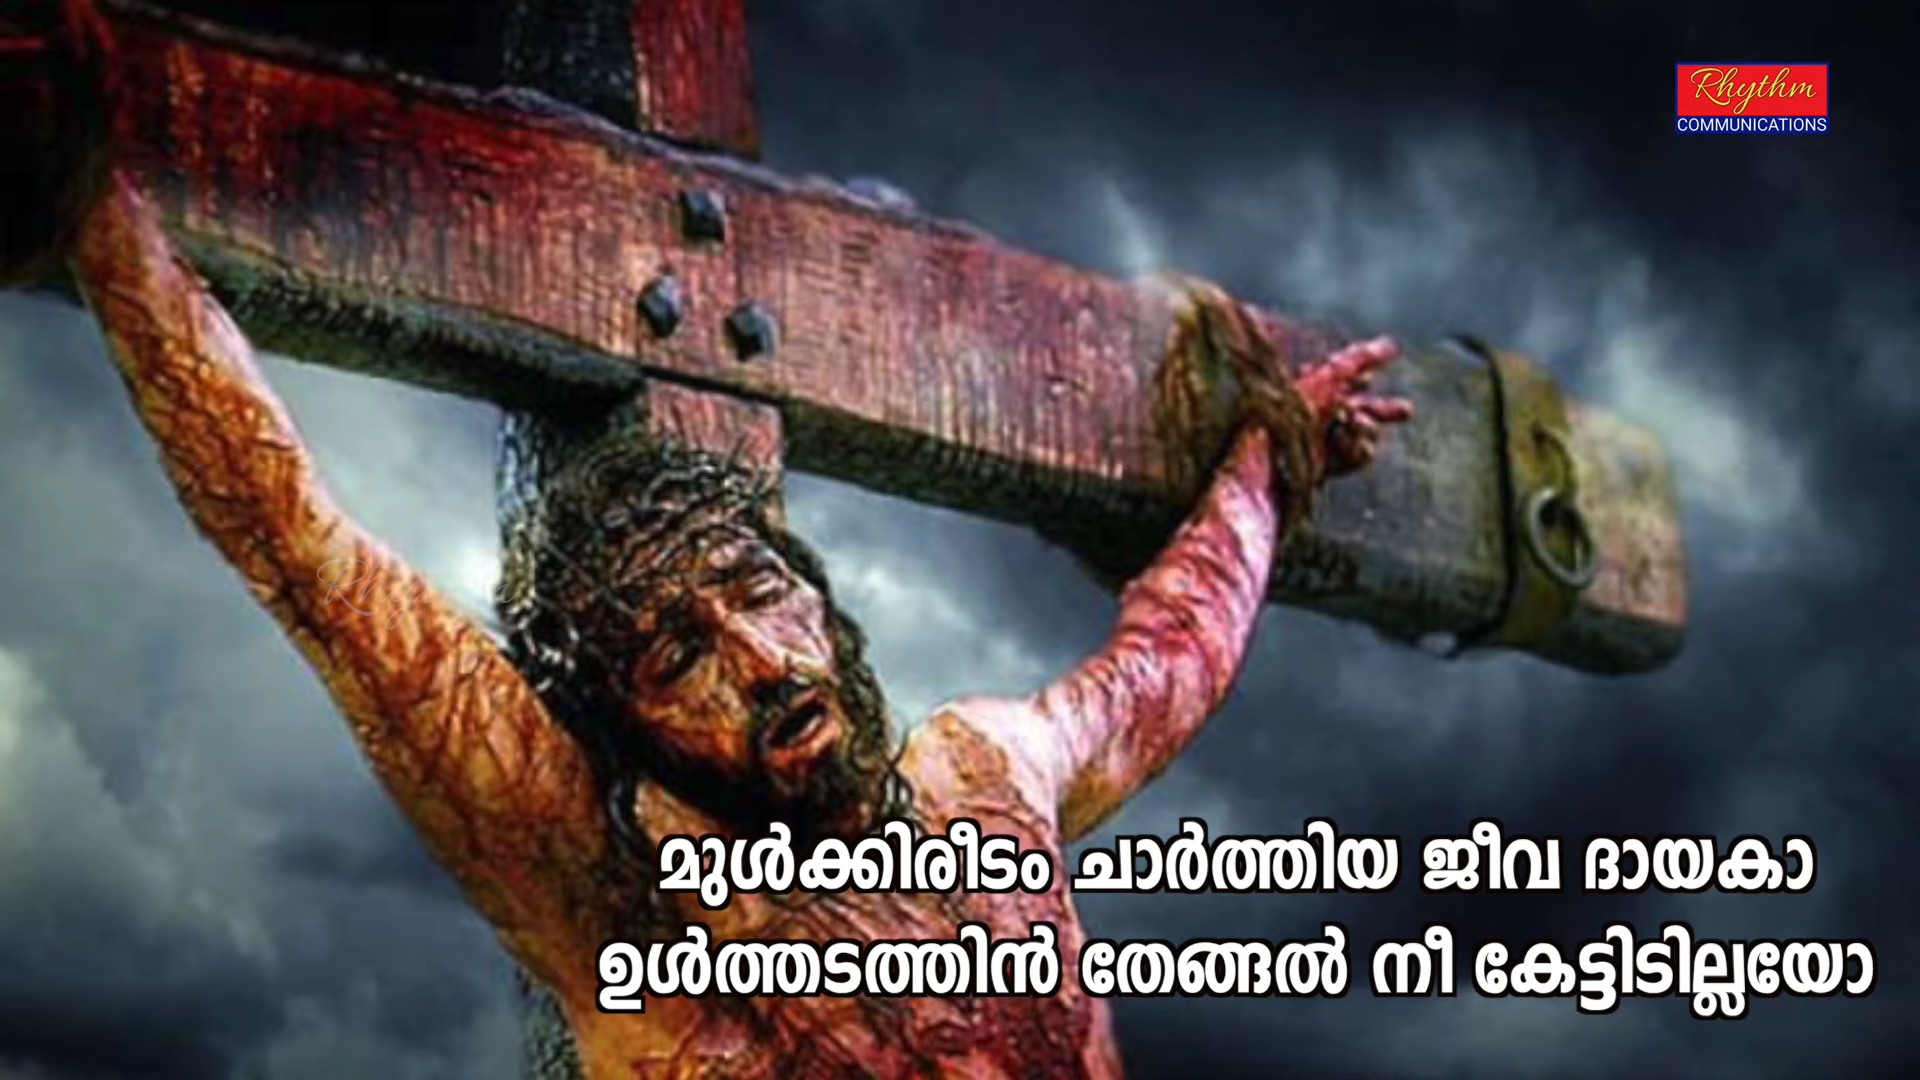 Rhythm
COMMUNICATIONS
മുൾക്കിരീടം ചാർത്തിയ ജീവ ദായകാ
ഉൾത്തടത്തിൻ തേങ്ങൽ നീ കേട്ടിടില്ലയോ